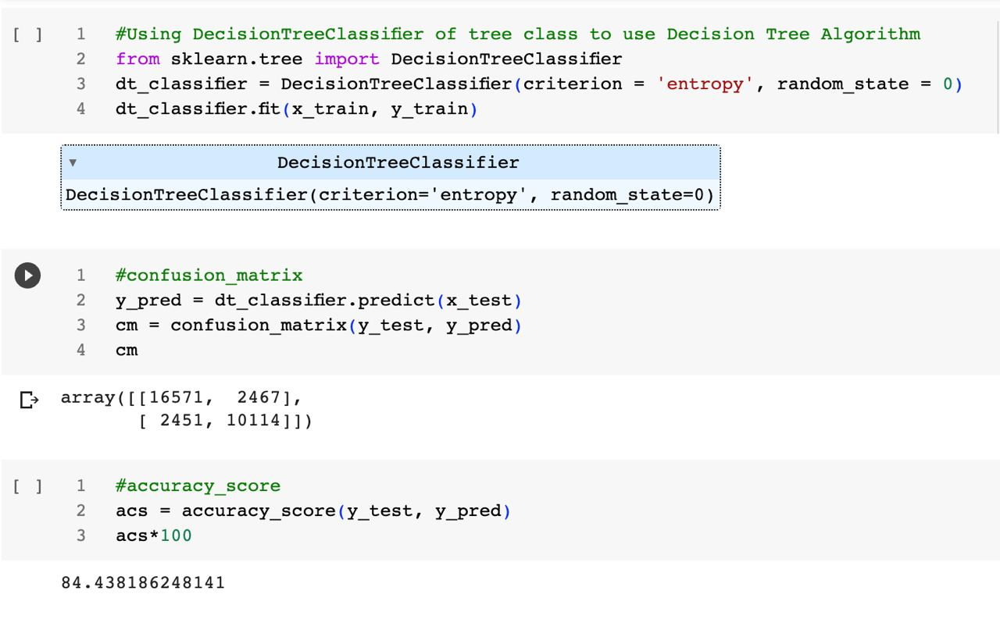 [ ] 1 #Using DecisionTreeClassifier of tree class to use Decision Tree Algorithm
2 from sklearn.tree import DecisionTreeClassifier
3 dt_classifier = DecisionTreeClassifier(criterion = 'entropy', random_state = 0)
4 dt_classifier.fit(x_train, y_train)
▼ DecisionTreeClassifier
DecisionTreeClassifier(criterion='entropy', random_state=0)
1 #confusion_matrix
2 y_pred = dt_classifier.predict(x_test)
3 cm = confusion_matrix(y_test, y_pred)
4 cm
array([[16571,  2467],
       [ 2451, 10114]])
[ ] 1 #accuracy_score
2 acs = accuracy_score(y_test, y_pred)
3 acs*100
84.438186248141